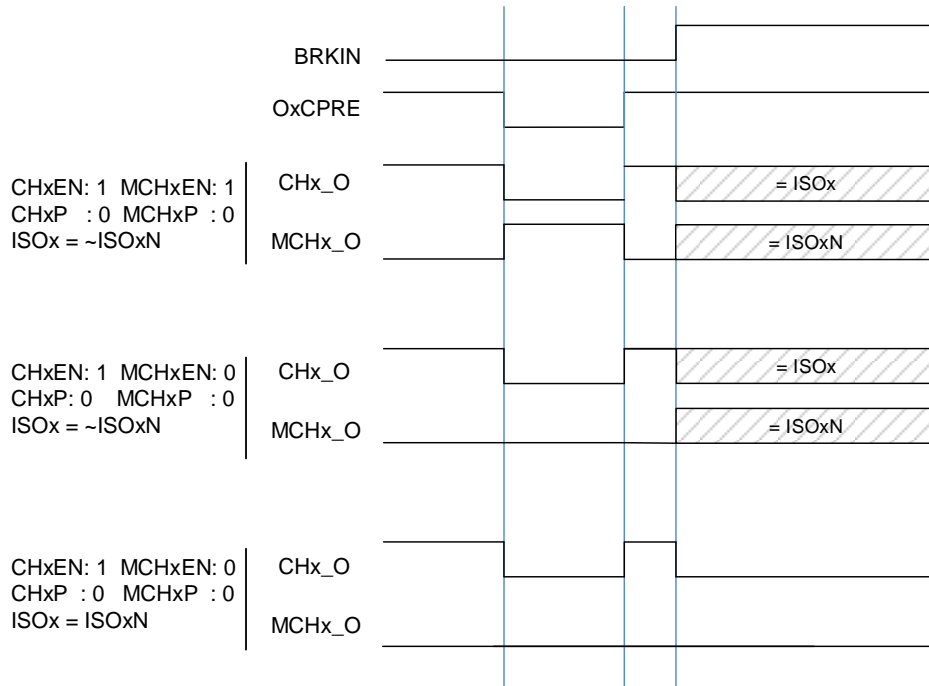 BRKIN
OxCPRE
CHxEN: 1 MCHxEN: 1
CHxP : 0 MCHxP : 0
ISOx = ~ISOxN
CHx_O
= ISOx
MCHx_O
= ISOxN
CHxEN: 1 MCHxEN: 0
CHxP: 0 MCHxP : 0
ISOx = ~ISOxN
CHx_O
= ISOx
MCHx_O
= ISOxN
CHxEN: 1 MCHxEN: 0
CHxP : 0 MCHxP : 0
ISOx = ISOxN
CHx_O
MCHx_O